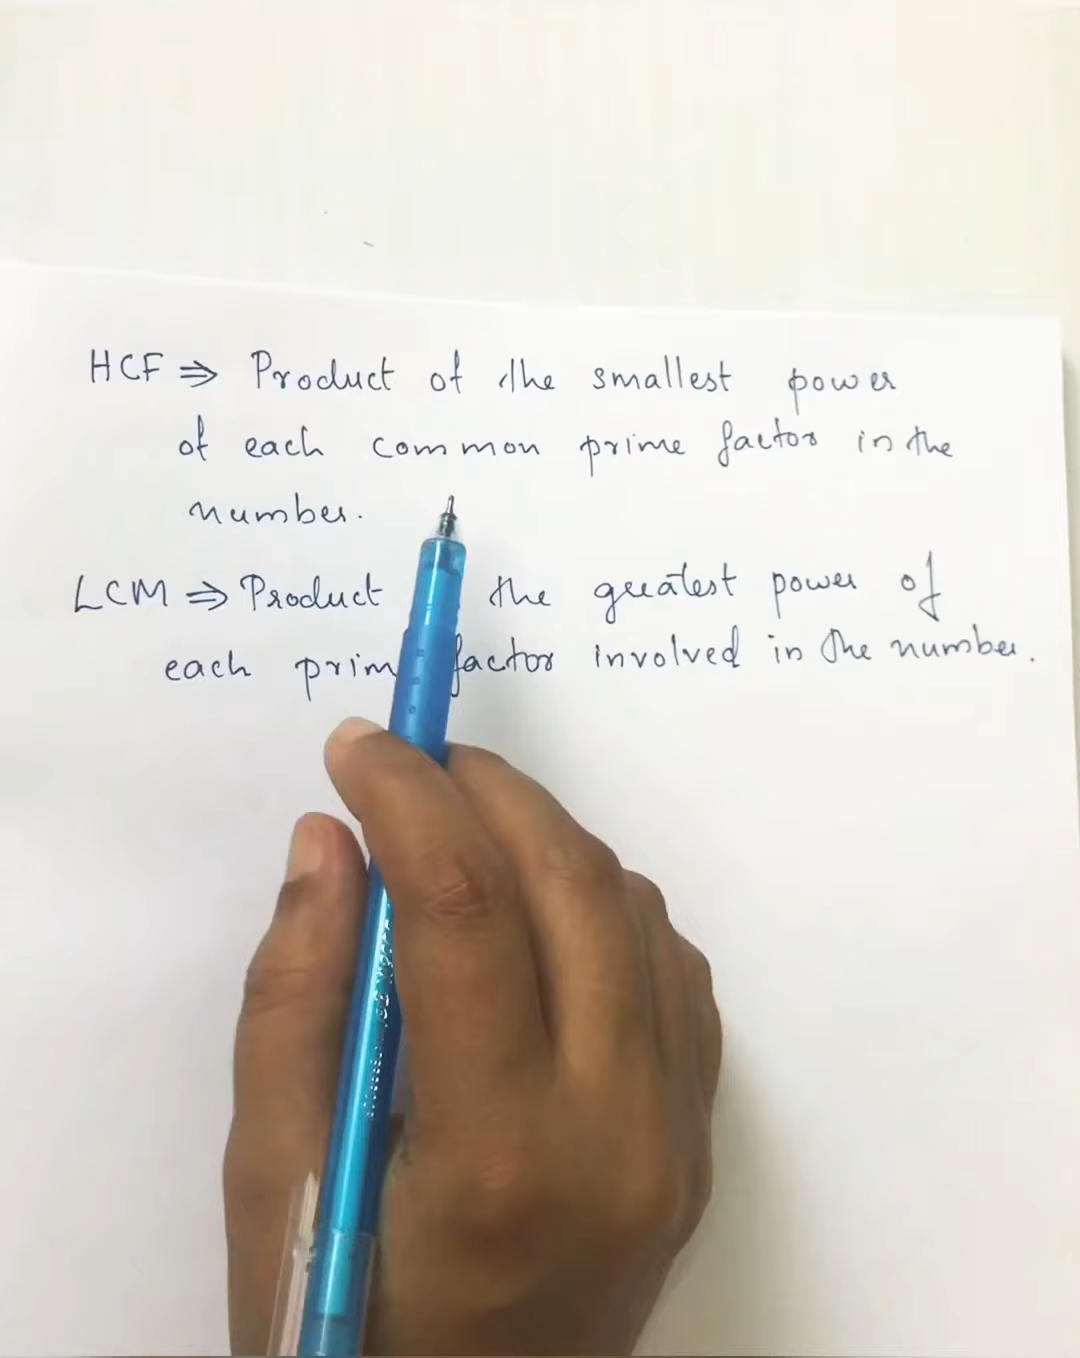 HCF ⇒ Product of the smallest power
of each common prime factor in the
number.
LCM ⇒ Product the greatest power of
each prim factor involved in the number.